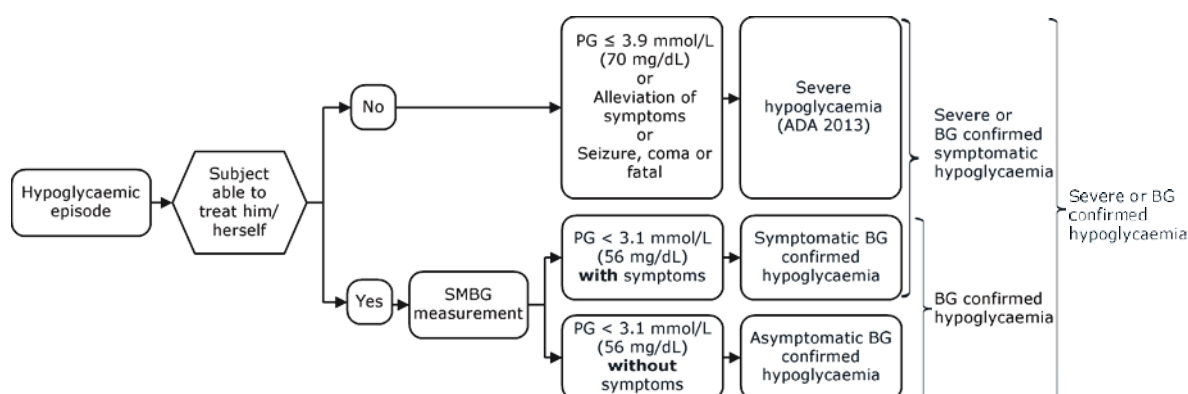 Hypoglycaemic
episode
Subject
able to
treat him/
herself
No
Yes
SMBG
measurement
PG ≤ 3.9 mmol/L
(70 mg/dL)
or
Alleviation of
symptoms
or
Seizure, coma or
fatal
PG < 3.1 mmol/L
(56 mg/dL)
with symptoms
PG < 3.1 mmol/L
(56 mg/dL)
without
symptoms
Severe
hypoglycaemia
(ADA 2013)
Symptomatic BG
confirmed
hypoglycaemia
Asymptomatic BG
confirmed
hypoglycaemia
Severe or
BG confirmed
symptomatic
hypoglycaemia
BG confirmed
hypoglycaemia
Severe or BG
confirmed
hypoglycaemia